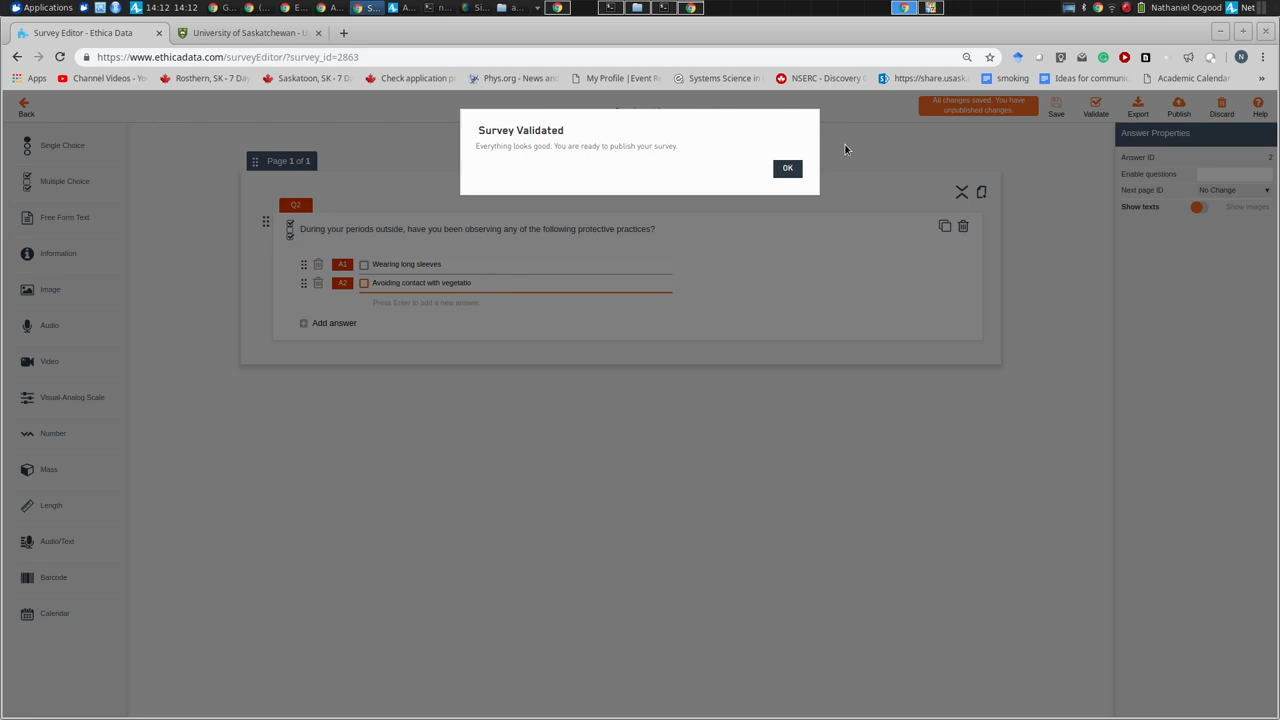 Applications
14:12 14:12
G...
(...
E...
A...
S...
A...
n...
Si...
a...
Nathaniel Osgood
Net
Survey Editor - Ethica Data
University of Saskatchewan - U
https://www.ethicadata.com/surveyEditor/?survey_id=2863
N
Apps
Channel Videos - Yo
Rosthern, SK - 7 Day
Saskatoon, SK - 7 D
Check application p
Phys.org - News and
My Profile | Event R
Systems Science in
NSERC - Discovery G
https://share.usask
smoking
Ideas for communic
Academic Calendar
»
Back
All changes saved. You have
unpublished changes.
Save
Validate
Export
Publish
Discard
Help
Survey Validated
Everything looks good. You are ready to publish your survey.
OK
Single Choice
Multiple Choice
Free Form Text
Information
Image
Audio
Video
Visual-Analog Scale
Number
Mass
Length
Audio/Text
Barcode
Calendar
Page 1 of 1
Q2
During your periods outside, have you been observing any of the following protective practices?
A1 Wearing long sleeves
A2 Avoiding contact with vegetatio
Press Enter to add a new answer.
Add answer
Answer Properties
Answer ID 2
Enable questions
Next page ID No Change
Show texts Show images